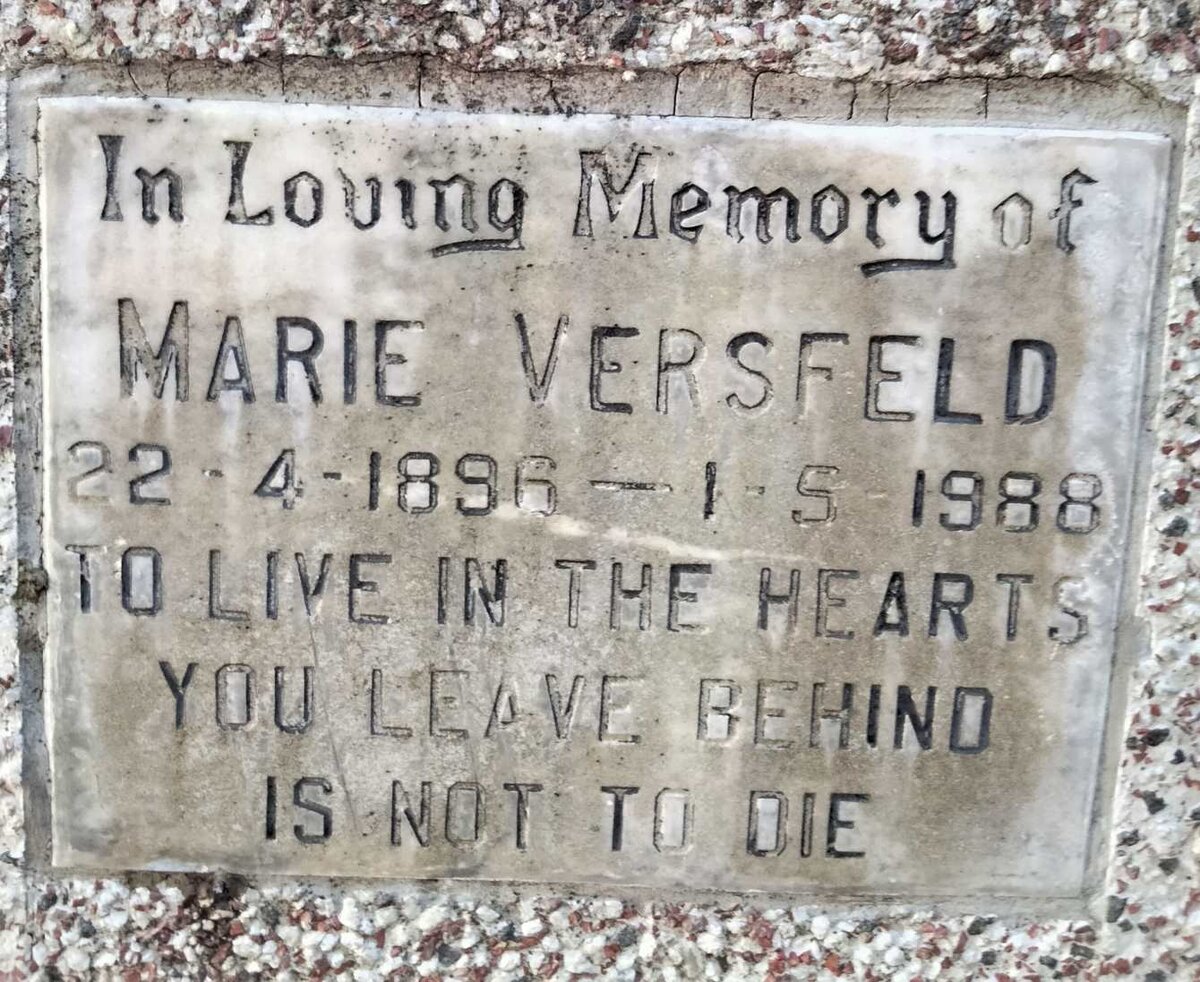 In Loving Memory of
MARIE VERSFELD
22-4-1896 — 1-5 1988
TO LIVE IN THE HEARTS
YOU LEAVE BEHIND
IS NOT TO DIE